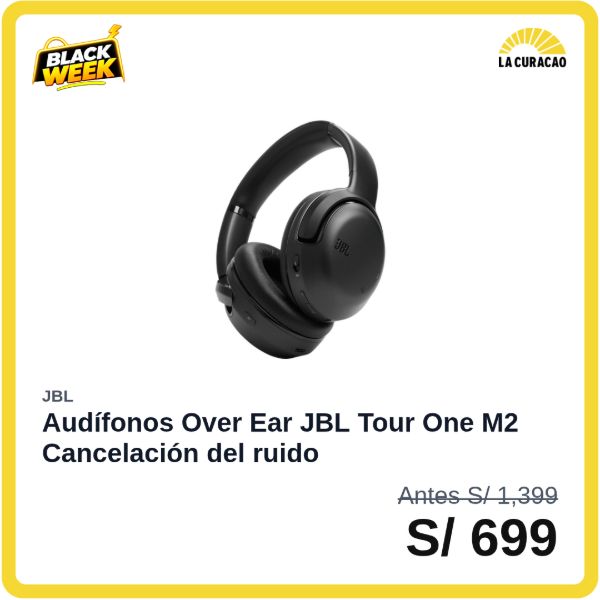 BLACK
WEEK
LA CURACAO
JBL
JBL
Audífonos Over Ear JBL Tour One M2
Cancelación del ruido
Antes S/ 1,399
S/ 699